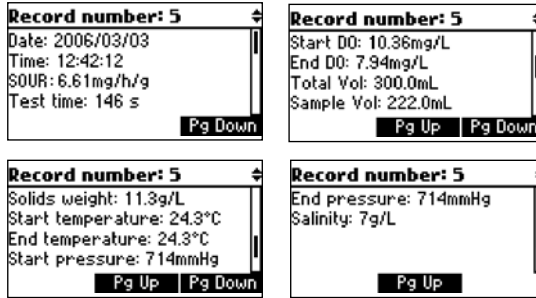 Record number: 5
Date: 2006/03/03
Time: 12:42:12
SOUR: 6.61mg/h/g
Test time: 146 s
Pg Down
Record number: 5
Start DO: 10.36mg/L
End DO: 7.94mg/L
Total Vol: 300.0mL
Sample Vol: 222.0mL
Pg Up Pg Down
Record number: 5
Solids weight: 11.3g/L
Start temperature: 24.3°C
End temperature: 24.3°C
Start pressure: 714mmHg
Pg Up Pg Down
Record number: 5
End pressure: 714mmHg
Salinity: 7g/L
Pg Up